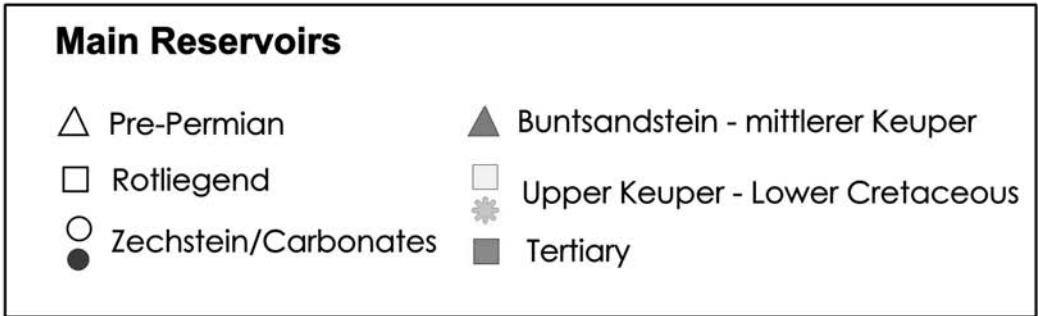 Main Reservoirs
Pre-Permian
Rotliegend
Zechstein/Carbonates
Buntsandstein - mittlerer Keuper
Upper Keuper - Lower Cretaceous
Tertiary